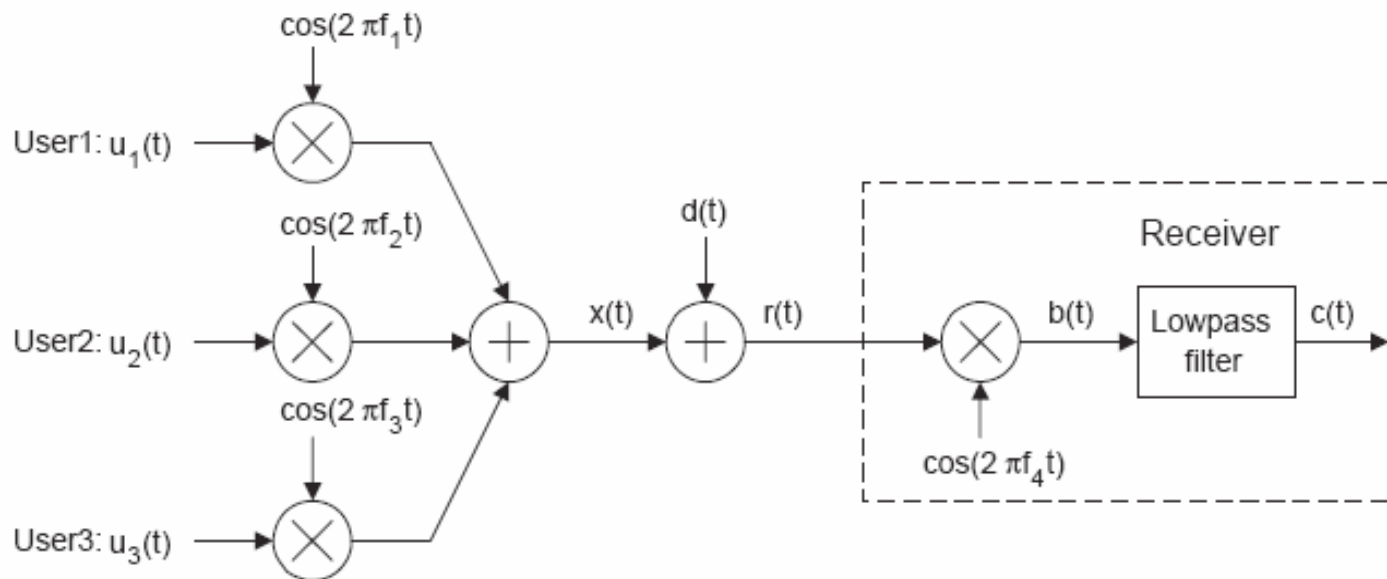 cos(2 πf₁t)
User1: u₁(t)
cos(2 πf₂t)
d(t)
Receiver
User2: u₂(t)
x(t)
r(t)
b(t)
Lowpass
filter
c(t)
cos(2 πf₃t)
cos(2 πf₄t)
User3: u₃(t)